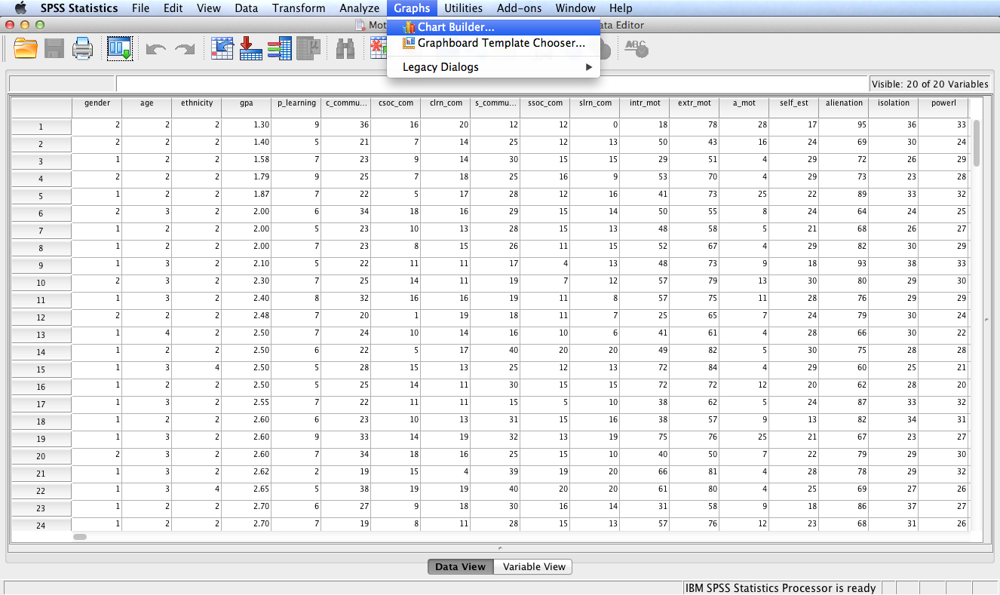 SPSS Statistics File Edit View Data Transform Analyze Graphs Utilities Add-ons Window Help
Mot
ta Editor
Chart Builder...
Graphboard Template Chooser...
Legacy Dialogs
ABC
Visible: 20 of 20 Variables
gender age ethnicity gpa p_learning c_commu... csoc_com clrn_com s_commu... ssoc_com slrn_com intr_mot extr_mot a_mot self_est alienation isolation powerl
1 2 2 2 1.30 9 36 16 20 12 12 0 18 78 28 17 95 36 33
2 2 2 2 1.40 5 21 7 14 25 12 13 50 43 16 24 69 30 24
3 1 2 2 1.58 7 23 9 14 30 15 15 29 51 4 29 72 26 29
4 2 2 2 1.79 9 25 7 18 25 16 9 53 70 4 29 73 23 28
5 1 2 2 1.87 7 22 5 17 28 12 16 41 73 25 22 89 33 32
6 2 3 2 2.00 6 34 18 16 29 15 14 50 55 8 24 64 24 25
7 1 2 2 2.00 5 23 10 13 28 15 13 48 58 5 21 68 26 27
8 1 2 2 2.00 7 23 8 15 26 11 15 52 67 4 29 82 30 29
9 1 3 2 2.10 5 22 11 11 17 4 13 48 73 9 18 93 38 33
10 2 3 2 2.30 7 25 14 11 19 7 12 57 79 13 30 80 29 30
11 1 3 2 2.40 8 32 16 16 19 11 8 57 75 11 28 76 29 29
12 2 2 2 2.48 7 20 1 19 18 11 7 25 65 7 24 79 30 24
13 1 4 2 2.50 7 24 10 14 16 10 6 41 61 4 28 66 30 22
14 1 2 2 2.50 6 22 5 17 40 20 20 49 82 5 30 75 28 28
15 1 3 4 2.50 5 28 15 13 25 12 13 72 84 4 29 60 25 21
16 1 2 2 2.50 5 25 14 11 30 15 15 72 72 12 20 62 28 20
17 1 3 2 2.55 7 22 11 11 15 5 10 38 62 5 24 87 33 32
18 1 2 2 2.60 6 23 10 13 31 15 16 38 57 9 13 82 34 31
19 1 3 2 2.60 9 33 14 19 32 13 19 75 76 25 21 67 23 27
20 2 3 2 2.60 7 34 18 16 25 15 10 40 50 7 22 79 29 30
21 1 3 2 2.62 2 19 15 4 39 19 20 66 81 4 28 78 29 32
22 1 3 4 2.65 5 38 19 19 40 20 20 61 80 4 25 69 27 26
23 1 2 2 2.70 6 27 9 18 30 16 14 31 58 9 18 86 37 27
24 1 2 2 2.70 7 19 8 11 28 15 13 57 76 12 23 68 31 26
Data View Variable View
IBM SPSS Statistics Processor is ready